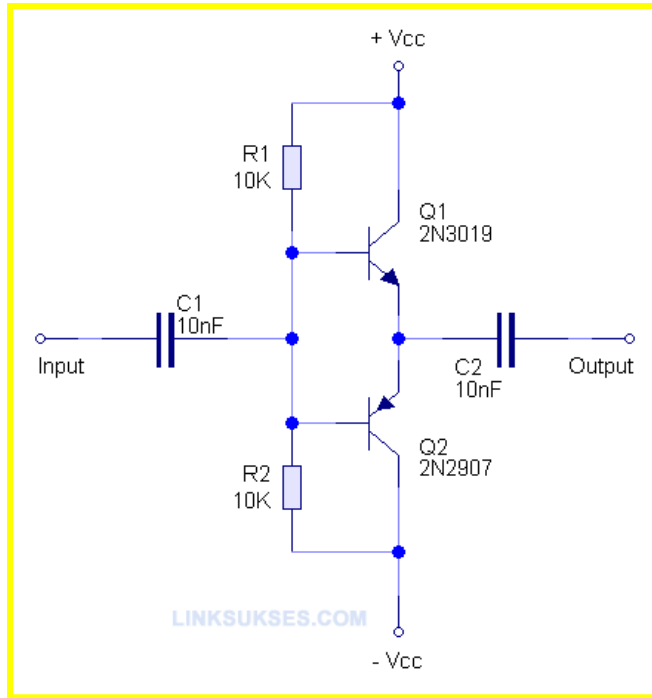 + Vcc
R1
10K
Q1
2N3019
C1
10nF
Input
C2
10nF
Output
Q2
2N2907
R2
10K
LINKSUKSES.COM
- Vcc